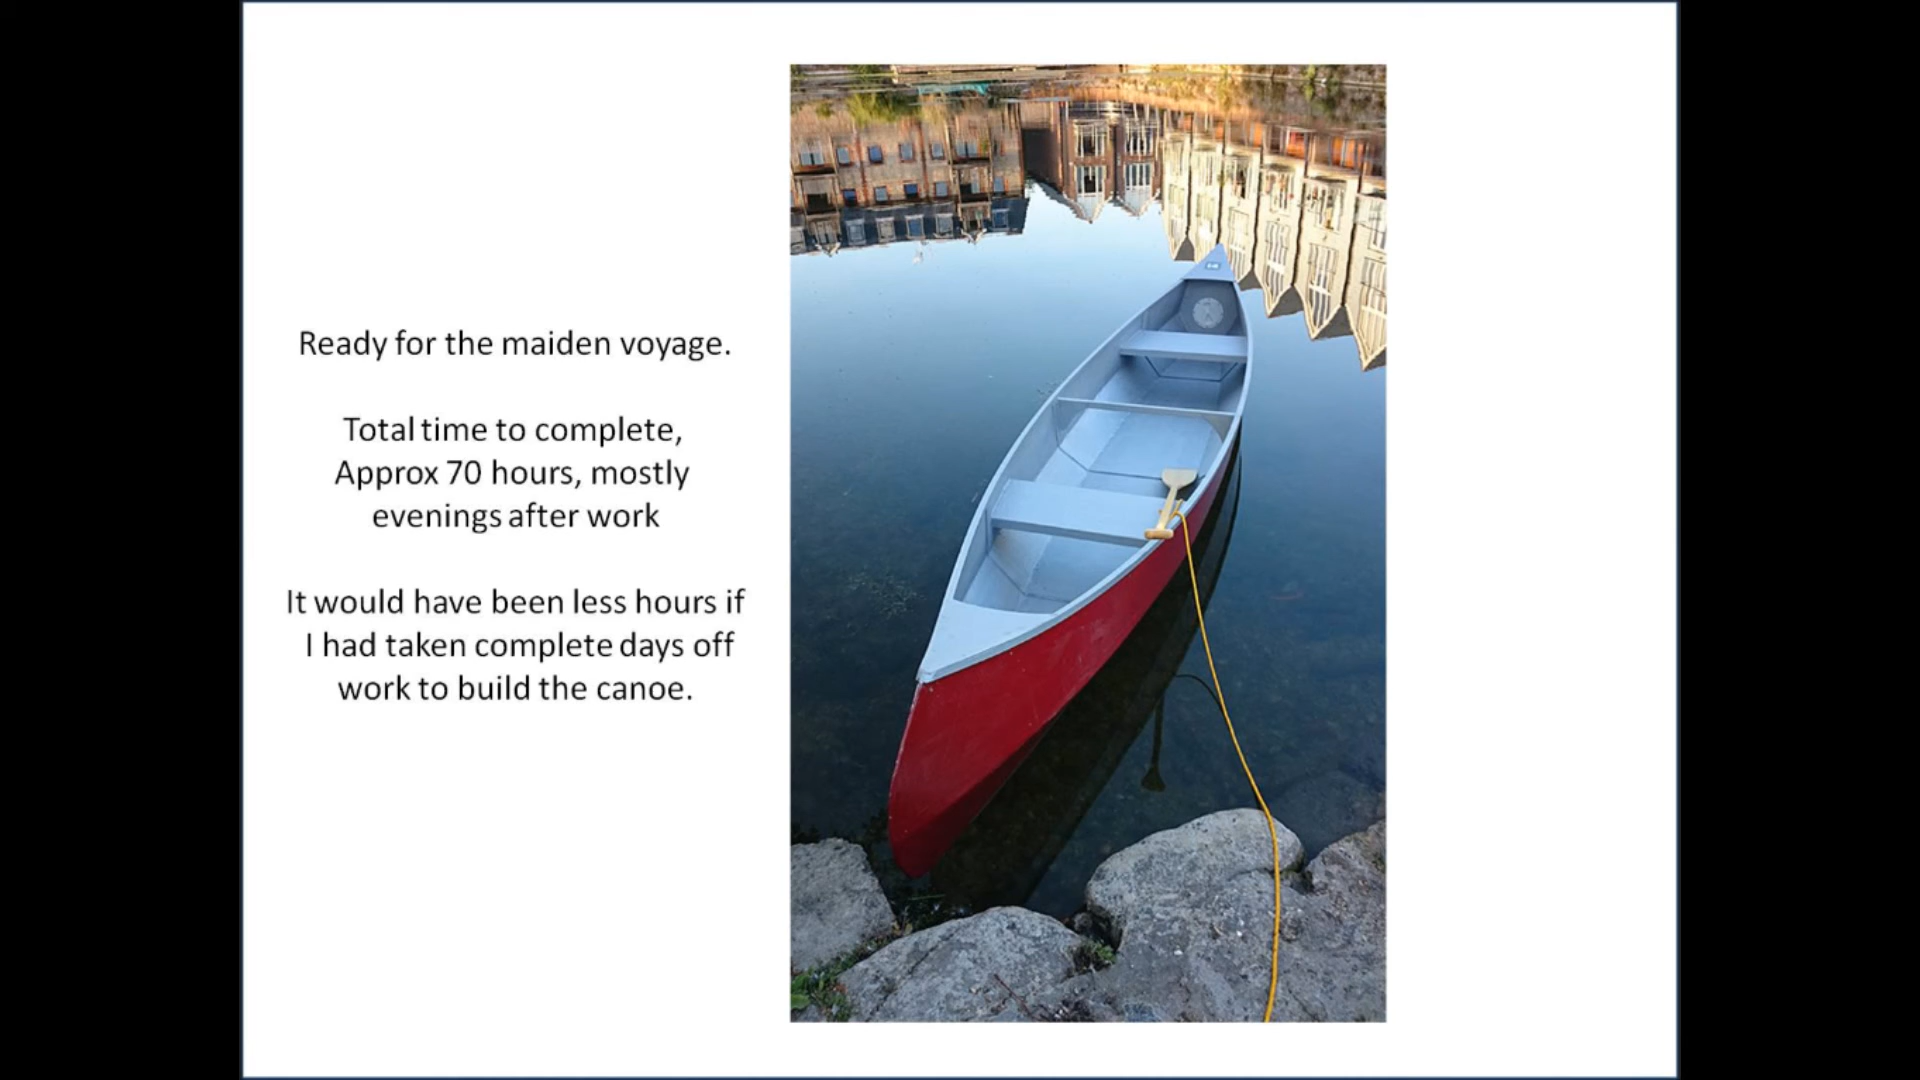 Ready for the maiden voyage.
Total time to complete,
Approx 70 hours, mostly
evenings after work
It would have been less hours if
I had taken complete days off
work to build the canoe.